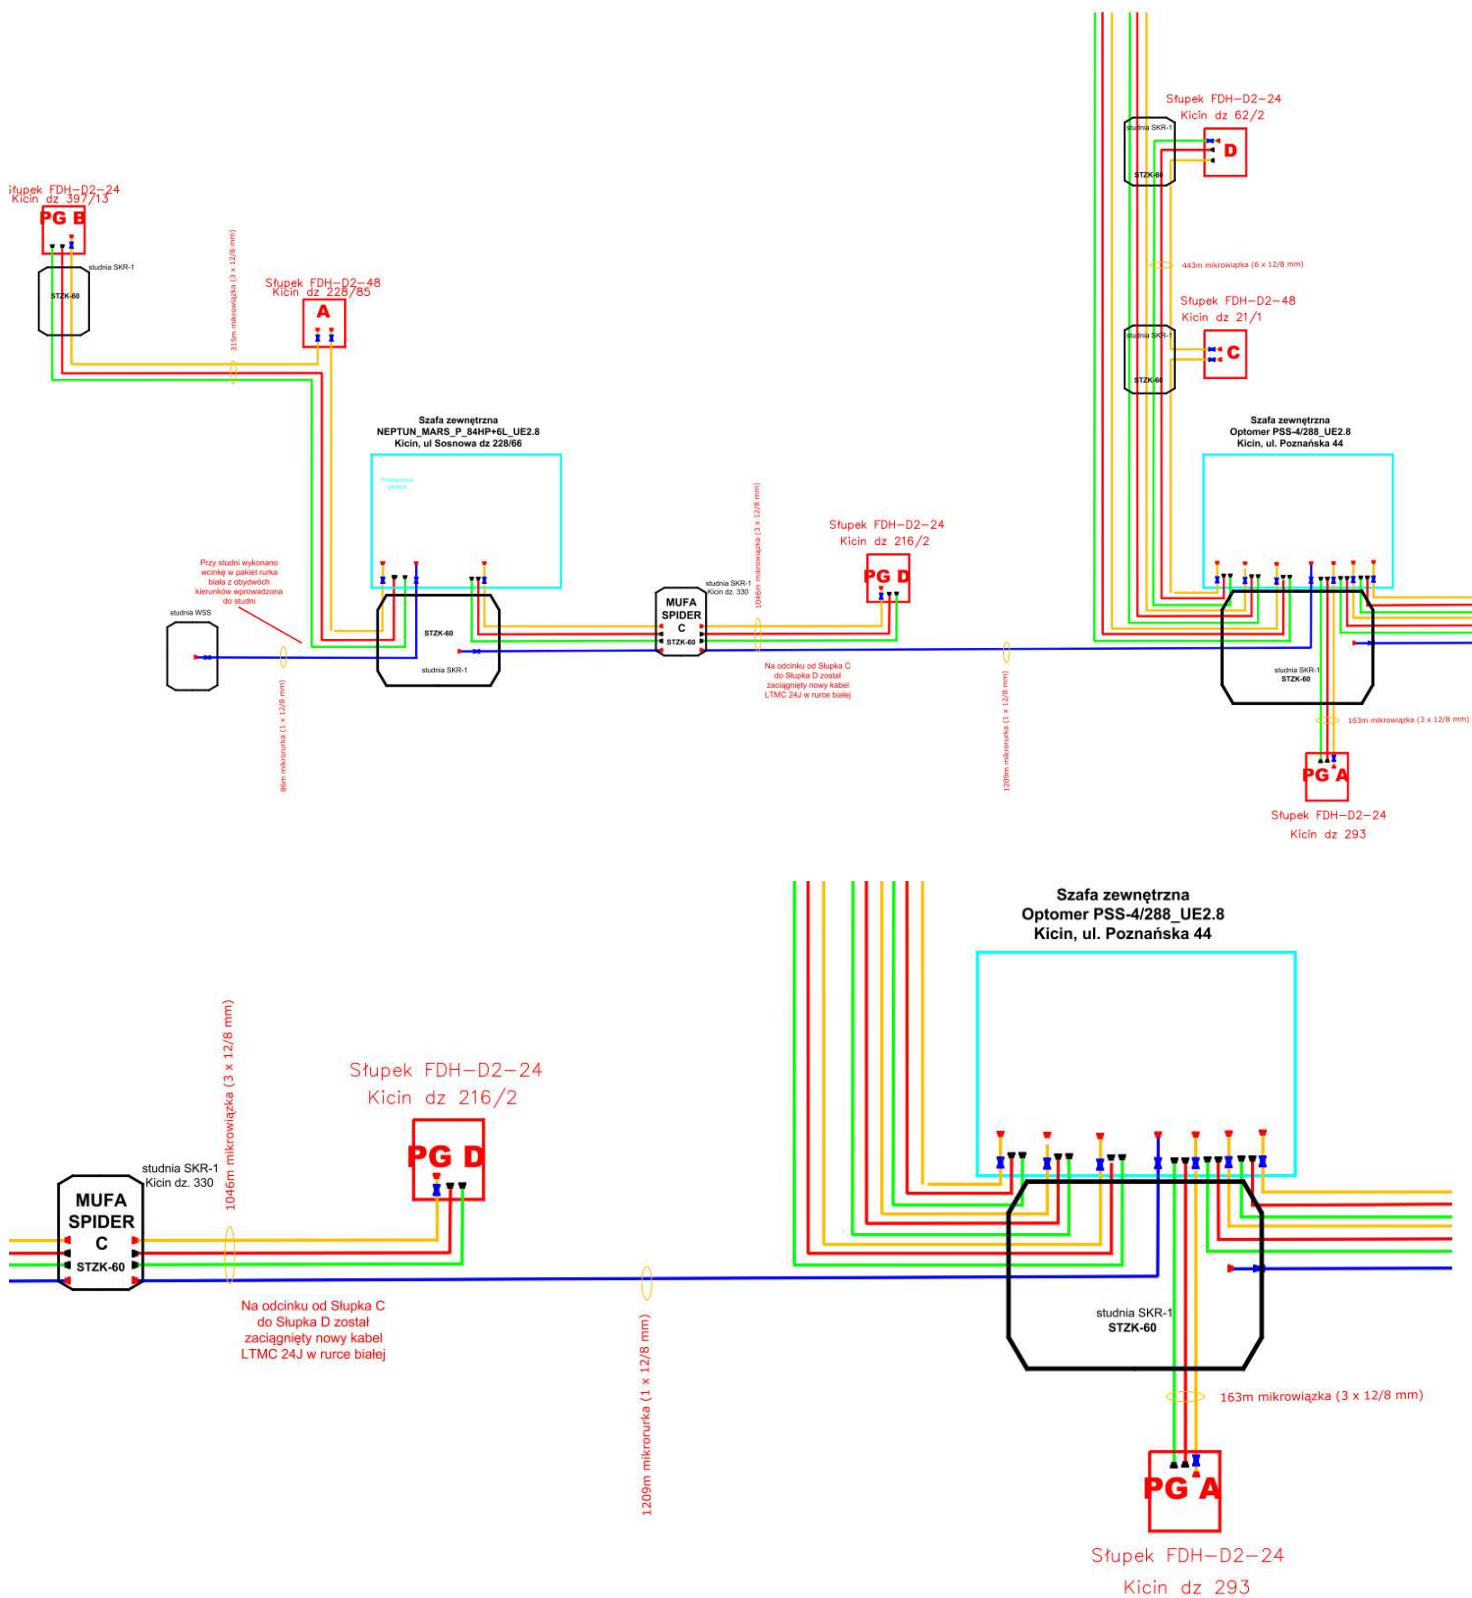 Słupek FDH-D2-24
Kicin dz 62/2
studnia SKR-1
D
STZK-60
Słupek FDH-D2-24
Kicin dz 397/13
PG B
studnia SKR-1
STZK-60
315m mikrowiązka (3 x 12/8 mm)
Słupek FDH-D2-48
Kicin dz 228/85
A
443m mikrowiązka (6 x 12/8 mm)
Słupek FDH-D2-48
Kicin dz 21/1
studnia SKR-1
C
STZK-60
Szafa zewnętrzna
NEPTUN_MARS_P_84HP+6L_UE2.8
Kicin, ul Sosnowa dz 228/66
Szafa zewnętrzna
Optomer PSS-4/288_UE2.8
Kicin, ul. Poznańska 44
Przy studni wykonano
wcinkę w pakiet rurka
biała z obydwóch
kierunków wprowadzona
do studni
studnia WSS
86m mikrorurka (1 x 12/8 mm)
STZK-60
studnia SKR-1
studnia SKR-1
Kicin dz. 330
MUFA
SPIDER
C
STZK-60
1046m mikrowiązka (3 x 12/8 mm)
Słupek FDH-D2-24
Kicin dz 216/2
PG D
Na odcinku od Słupka C
do Słupka D został
zaciągnięty nowy kabel
LTMC 24J w rurce białej
1209m mikrorurka (1 x 12/8 mm)
studnia SKR-1
STZK-60
163m mikrowiązka (3 x 12/8 mm)
PG A
Słupek FDH-D2-24
Kicin dz 293
Szafa zewnętrzna
Optomer PSS-4/288_UE2.8
Kicin, ul. Poznańska 44
1046m mikrowiązka (3 x 12/8 mm)
Słupek FDH-D2-24
Kicin dz 216/2
PG D
studnia SKR-1
Kicin dz. 330
MUFA
SPIDER
C
STZK-60
Na odcinku od Słupka C
do Słupka D został
zaciągnięty nowy kabel
LTMC 24J w rurce białej
1209m mikrorurka (1 x 12/8 mm)
studnia SKR-1
STZK-60
163m mikrowiązka (3 x 12/8 mm)
PG A
Słupek FDH-D2-24
Kicin dz 293